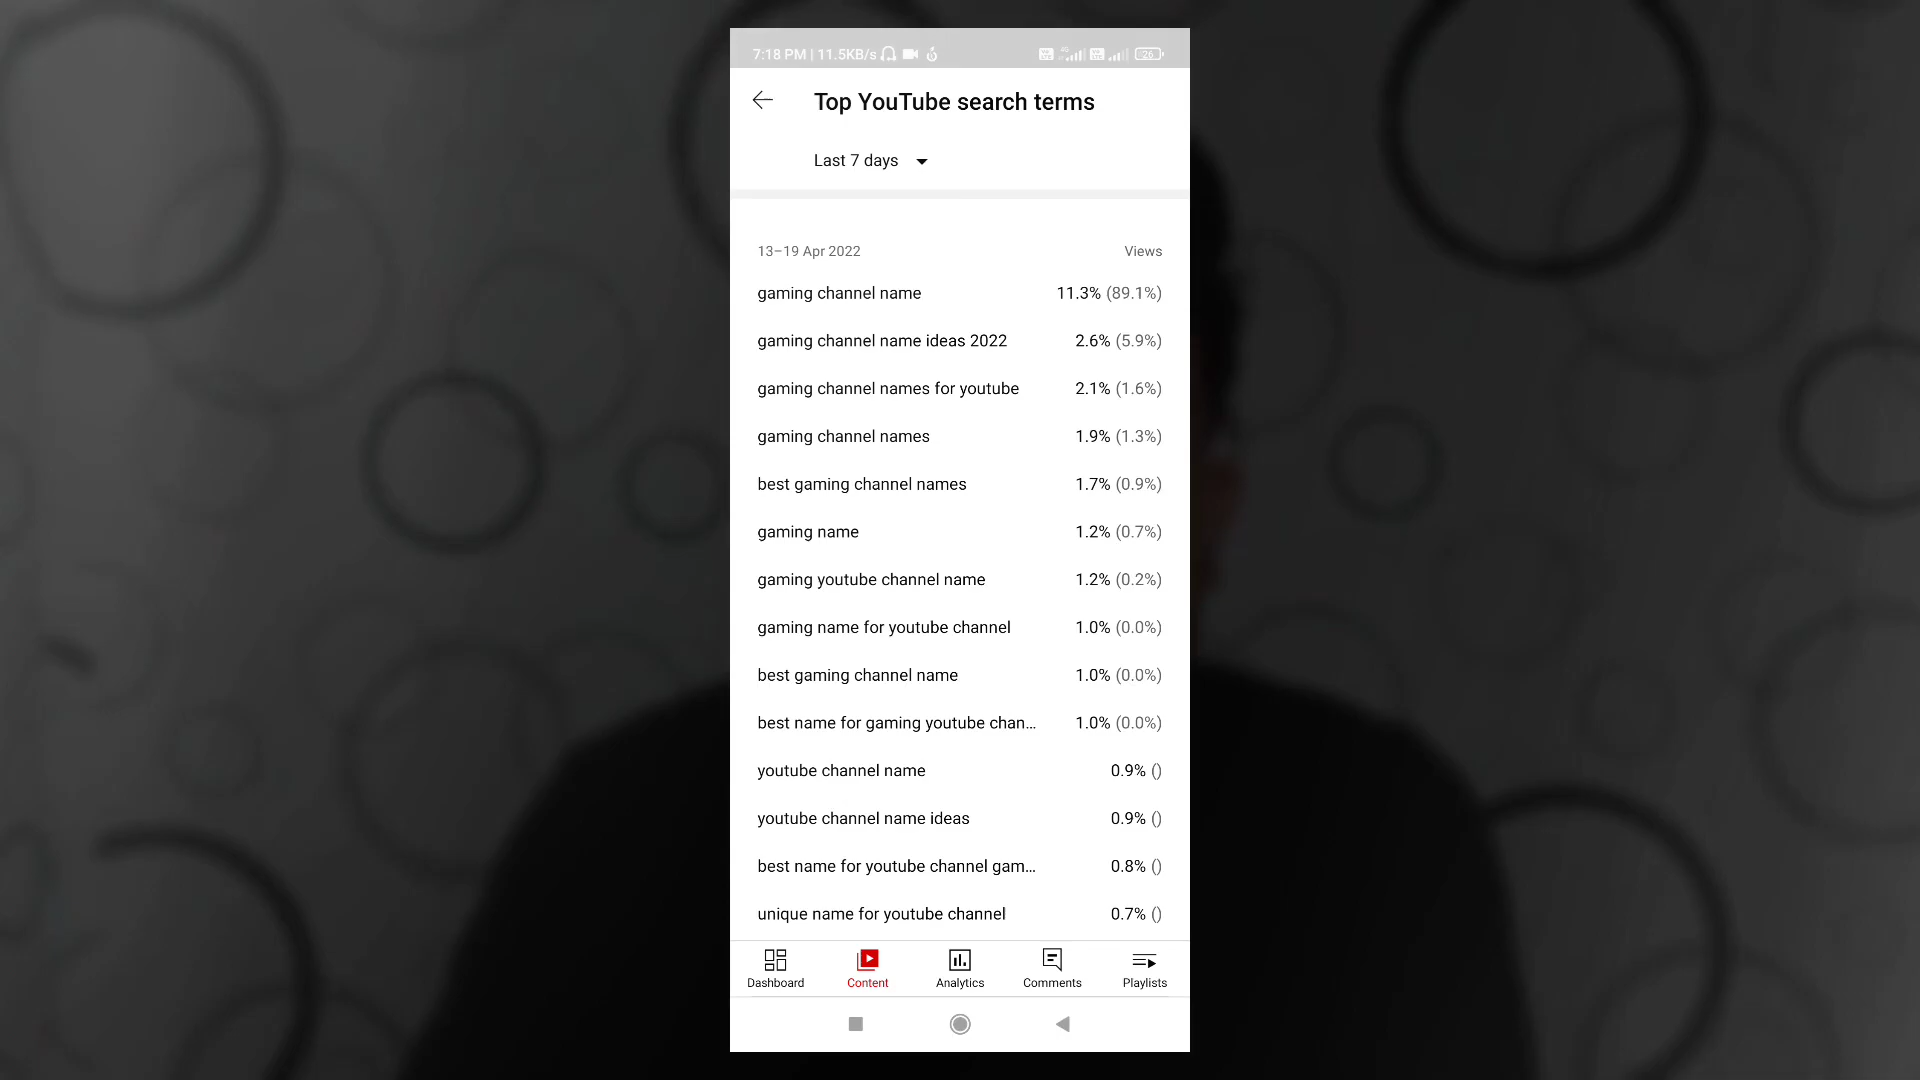 7:18 PM | 11.5KB/s 26
Top YouTube search terms
Last 7 days
13–19 Apr 2022 Views
gaming channel name 11.3% (89.1%)
gaming channel name ideas 2022 2.6% (5.9%)
gaming channel names for youtube 2.1% (1.6%)
gaming channel names 1.9% (1.3%)
best gaming channel names 1.7% (0.9%)
gaming name 1.2% (0.7%)
gaming youtube channel name 1.2% (0.2%)
gaming name for youtube channel 1.0% (0.0%)
best gaming channel name 1.0% (0.0%)
best name for gaming youtube chan... 1.0% (0.0%)
youtube channel name 0.9% ()
youtube channel name ideas 0.9% ()
best name for youtube channel gam... 0.8% ()
unique name for youtube channel 0.7% ()
Dashboard Content Analytics Comments Playlists